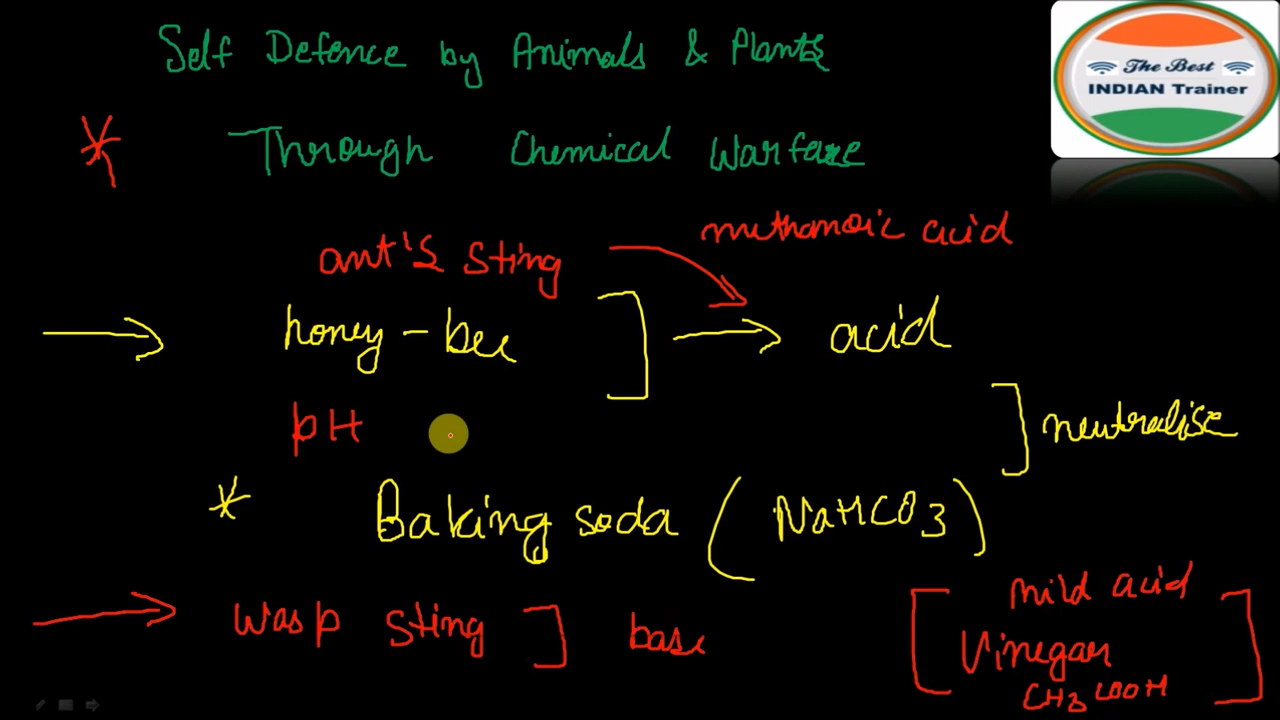 Self Defence by Animals & Plants
The Best
INDIAN Trainer
* Through Chemical Warfare
ant's sting → methanoic acid
→ honey-bee ] → acid
pH
] neutralise
* Baking soda (NaHCO3)
→ wasp sting ] base
[ mild acid
Vinegar
CH3COOH ]